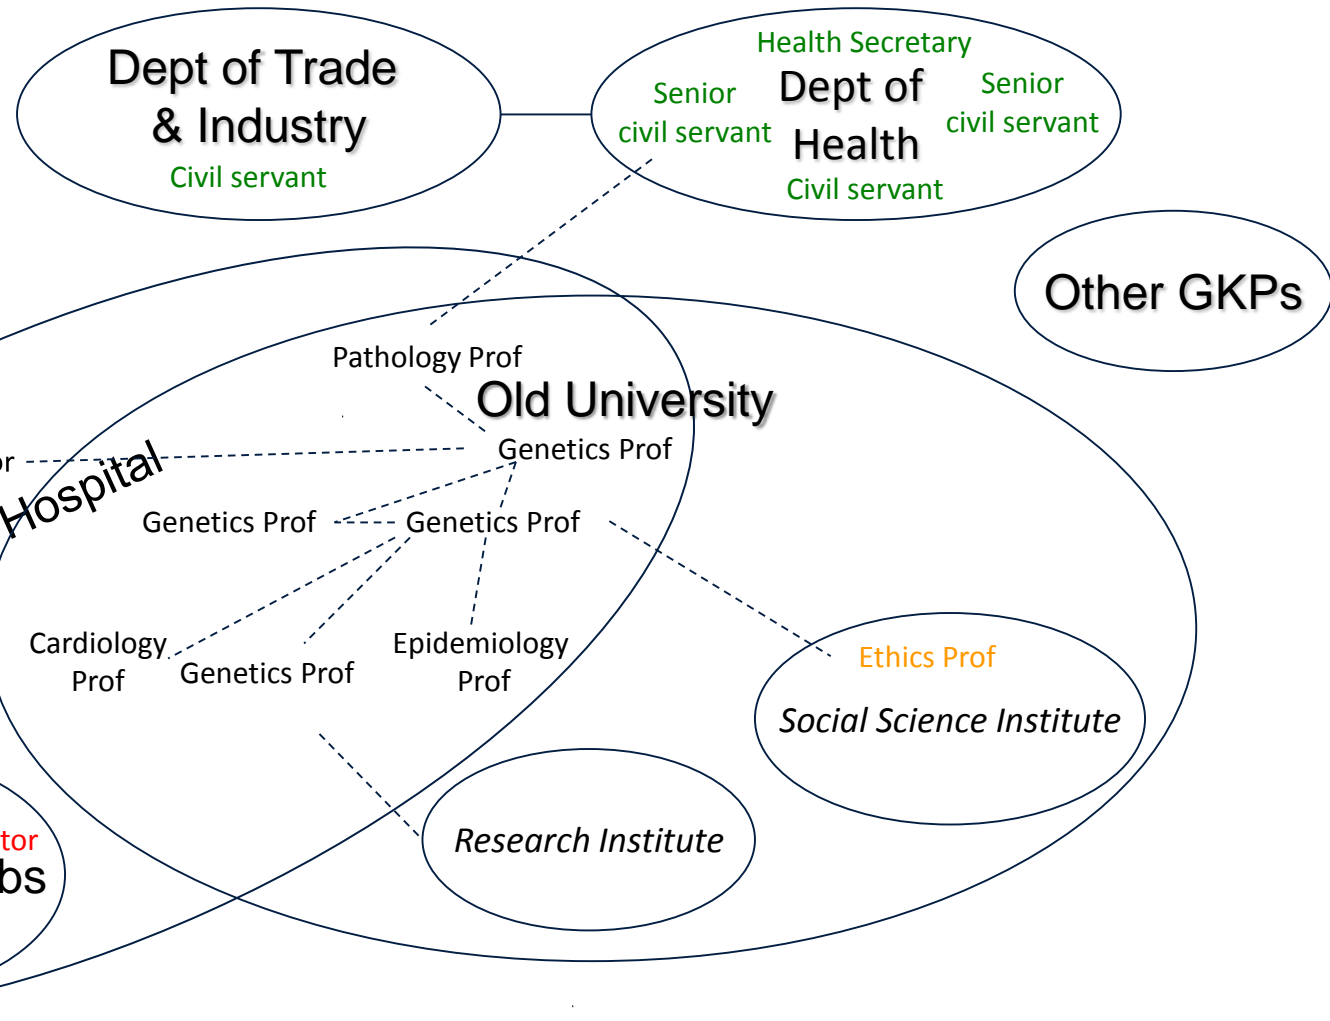 Dept of Trade
& Industry
Civil servant
Health Secretary
Senior
civil servant
Dept of
Health
Senior
civil servant
Civil servant
Other GKPs
Pathology Prof
Old University
Genetics Prof
Hospital
Genetics Prof
Genetics Prof
Cardiology
Prof
Genetics Prof
Epidemiology
Prof
Ethics Prof
Social Science Institute
Research Institute